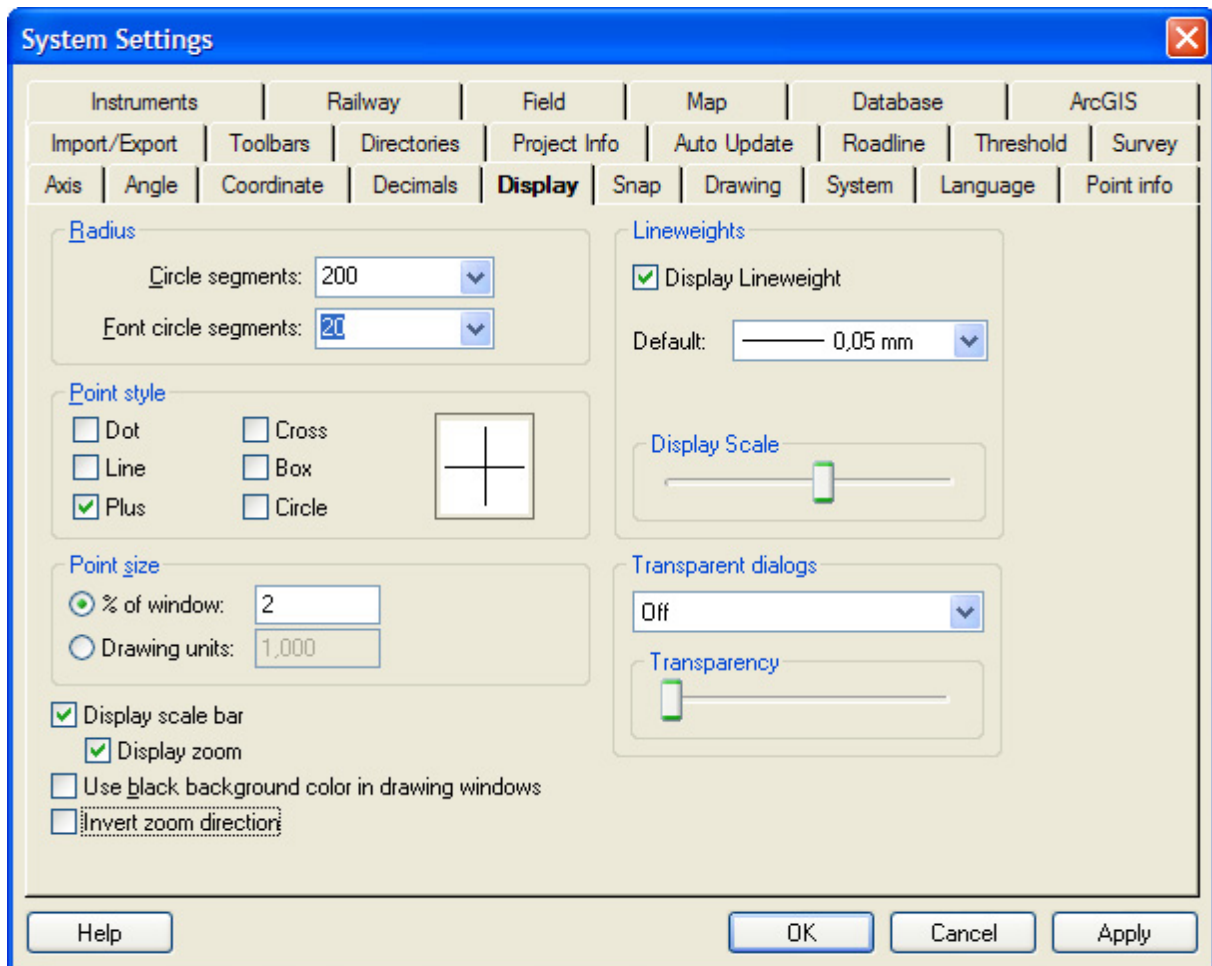 System Settings
Instruments Railway Field Map Database ArcGIS
Import/Export Toolbars Directories Project Info Auto Update Roadline Threshold Survey
Axis Angle Coordinate Decimals Display Snap Drawing System Language Point info
Radius
Circle segments: 200
Font circle segments: 20
Point style
Dot Cross
Line Box
Plus Circle
Point size
% of window: 2
Drawing units: 1,000
Display scale bar
Display zoom
Use black background color in drawing windows
Invert zoom direction
Lineweights
Display Lineweight
Default: 0,05 mm
Display Scale
Transparent dialogs
Off
Transparency
Help OK Cancel Apply